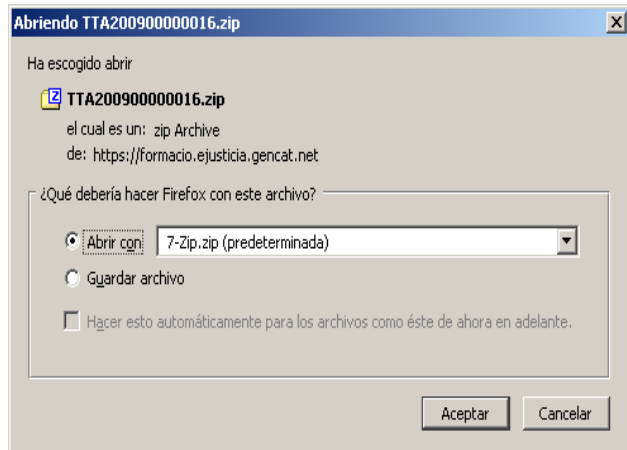 Abriendo TTA200900000016.zip
Ha escogido abrir
TTA200900000016.zip
el cual es un: zip Archive
de: https://formacio.ejusticia.gencat.net
¿Qué debería hacer Firefox con este archivo?
Abrir con 7-Zip.zip (predeterminada)
Guardar archivo
Hacer esto automáticamente para los archivos como éste de ahora en adelante.
Aceptar Cancelar